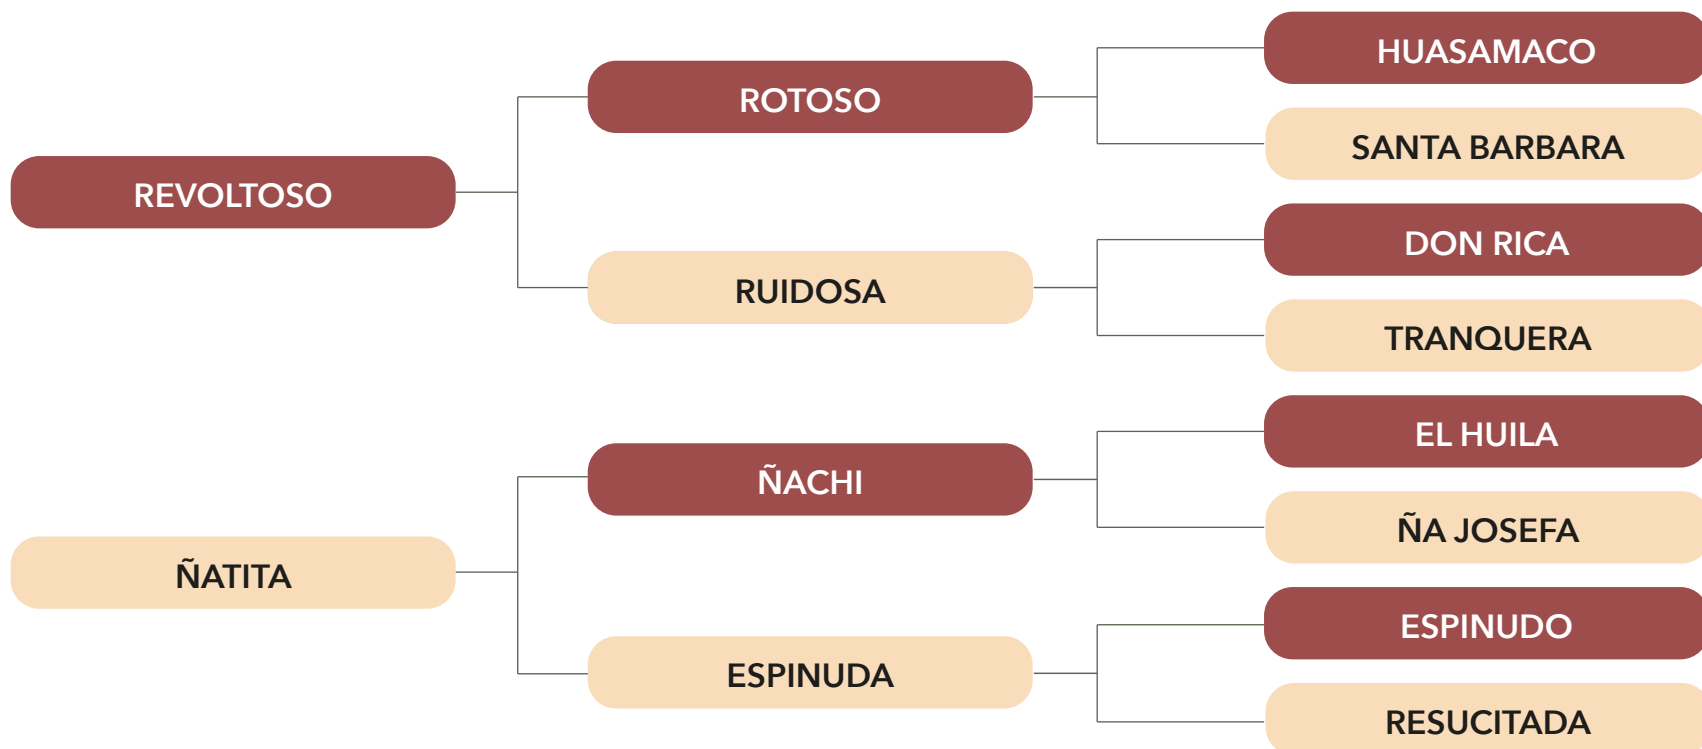 REVOLTOSO
ROTOSO
HUASAMACO
SANTA BARBARA
RUIDOSA
DON RICA
TRANQUERA
ÑATITA
ÑACHI
EL HUILA
ÑA JOSEFA
ESPINUDA
ESPINUDO
RESUCITADA